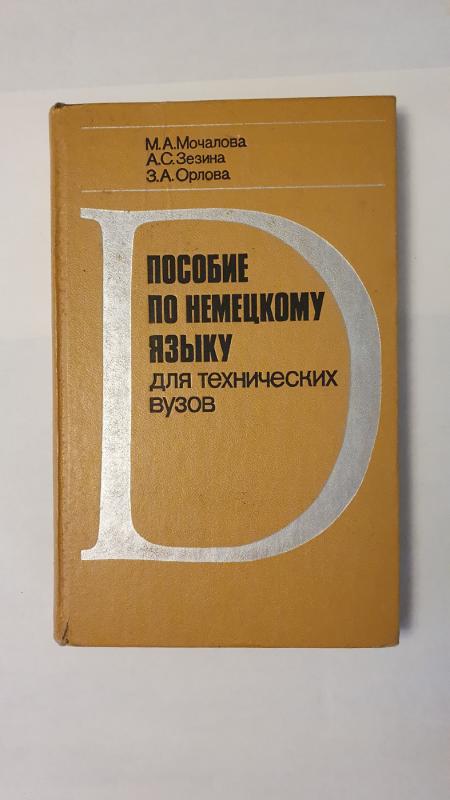 М.А.Мочалова
А.С.Зезина
З.А.Орлова
D
ПОСОБИЕ
ПО НЕМЕЦКОМУ
ЯЗЫКУ
для технических
вузов